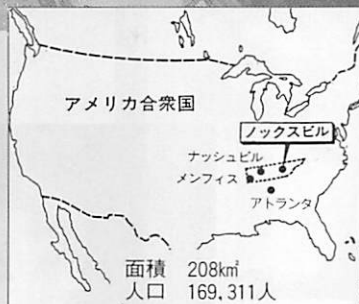 アメリカ合衆国
ノックスビル
ナッシュビル
メンフィス
アトランタ
面積 208k㎡
人口 169,311人